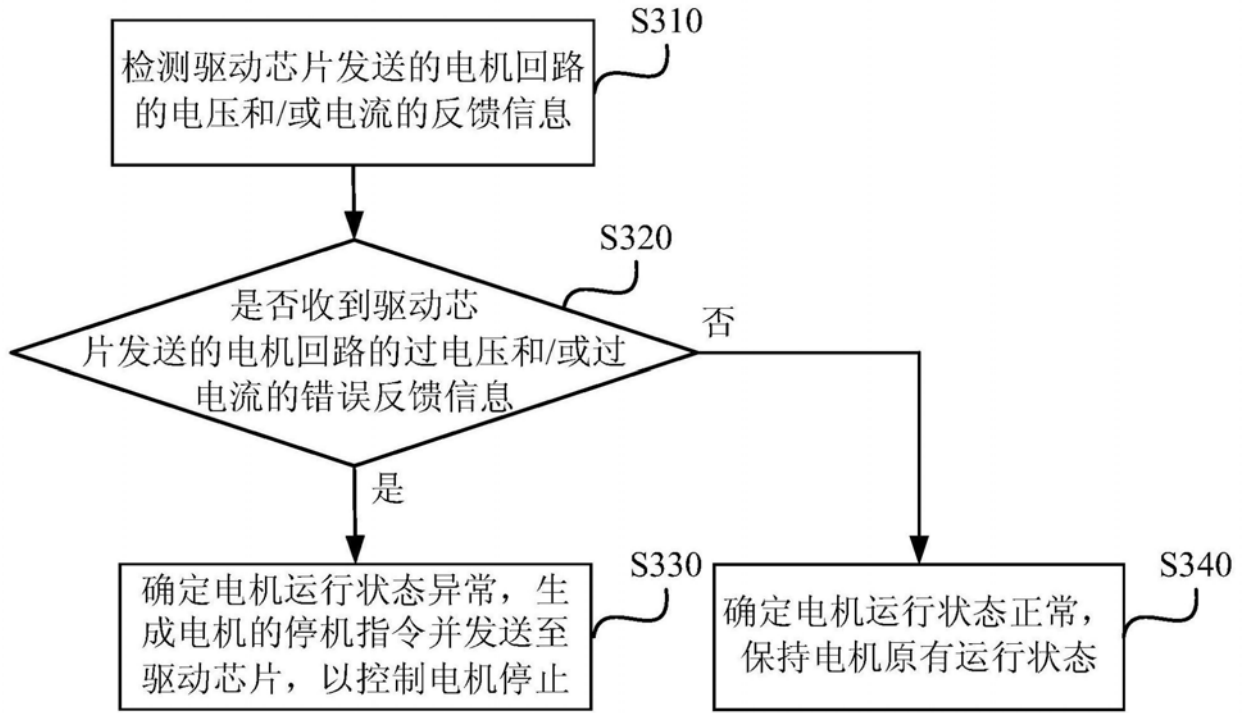 S310
检测驱动芯片发送的电机回路
的电压和/或电流的反馈信息
S320
是否收到驱动芯
片发送的电机回路的过电压和/或过
电流的错误反馈信息
否
是
S330
确定电机运行状态异常，生
成电机的停机指令并发送至
驱动芯片，以控制电机停止
S340
确定电机运行状态正常，
保持电机原有运行状态